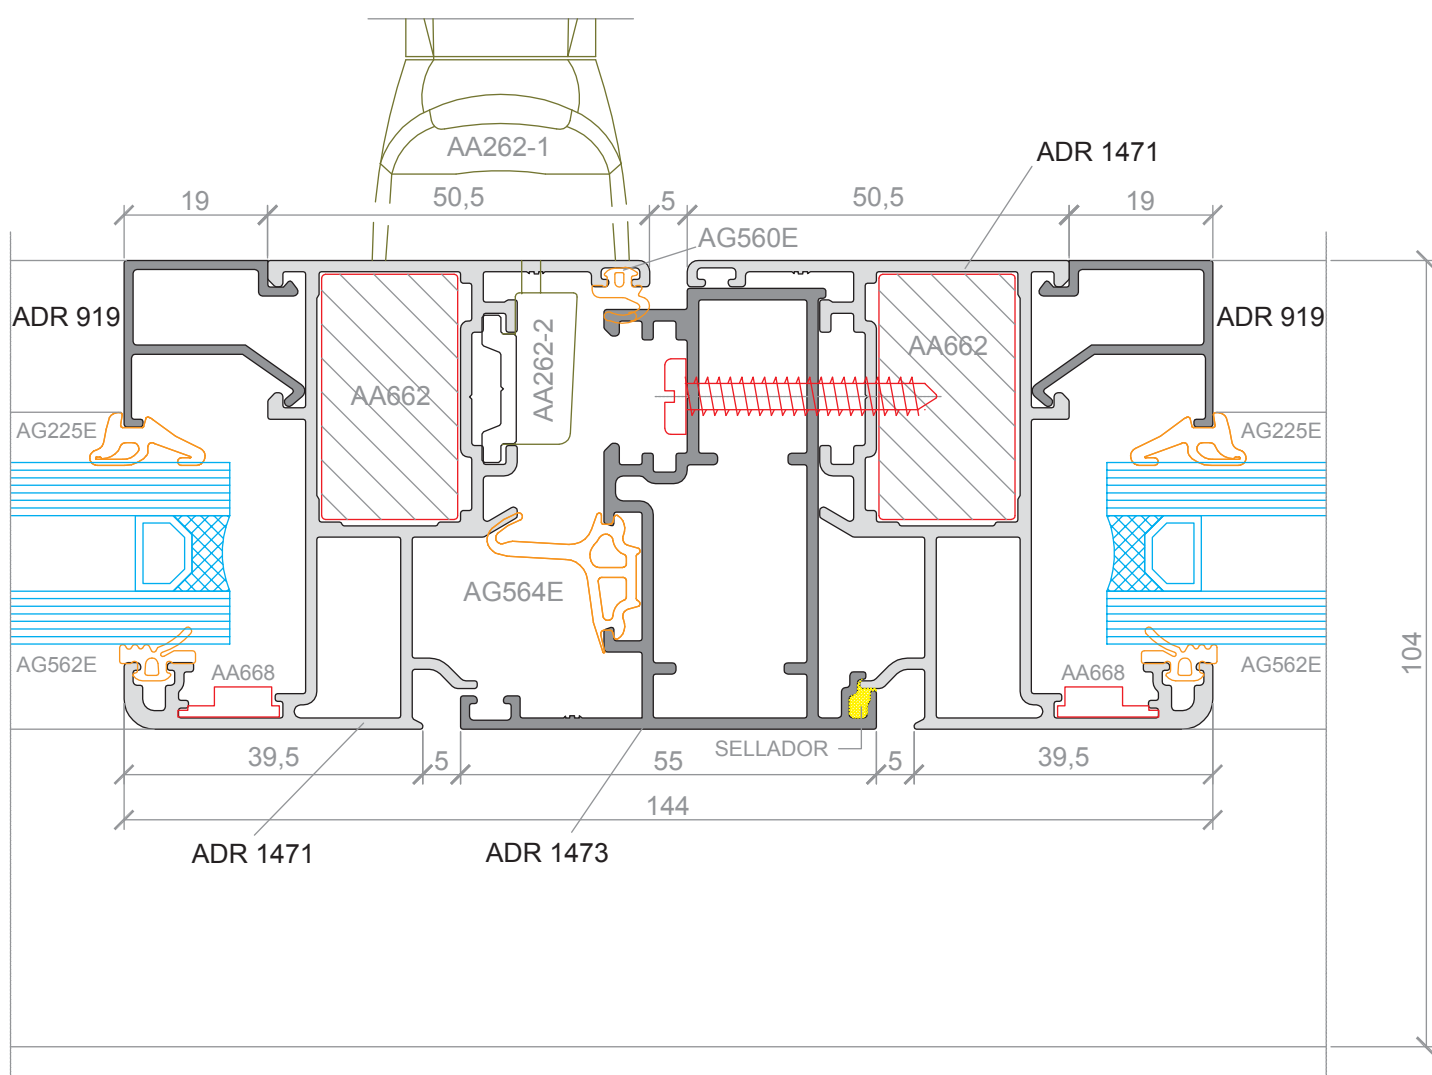 AA262-1
ADR 1471
19
50,5
5
50,5
19
AG560E
ADR 919
ADR 919
AA262-2
AA662
AA662
AG225E
AG225E
AG564E
AG562E
AA668
AA668
AG562E
104
SELLADOR
39,5
5
55
5
39,5
144
ADR 1471
ADR 1473